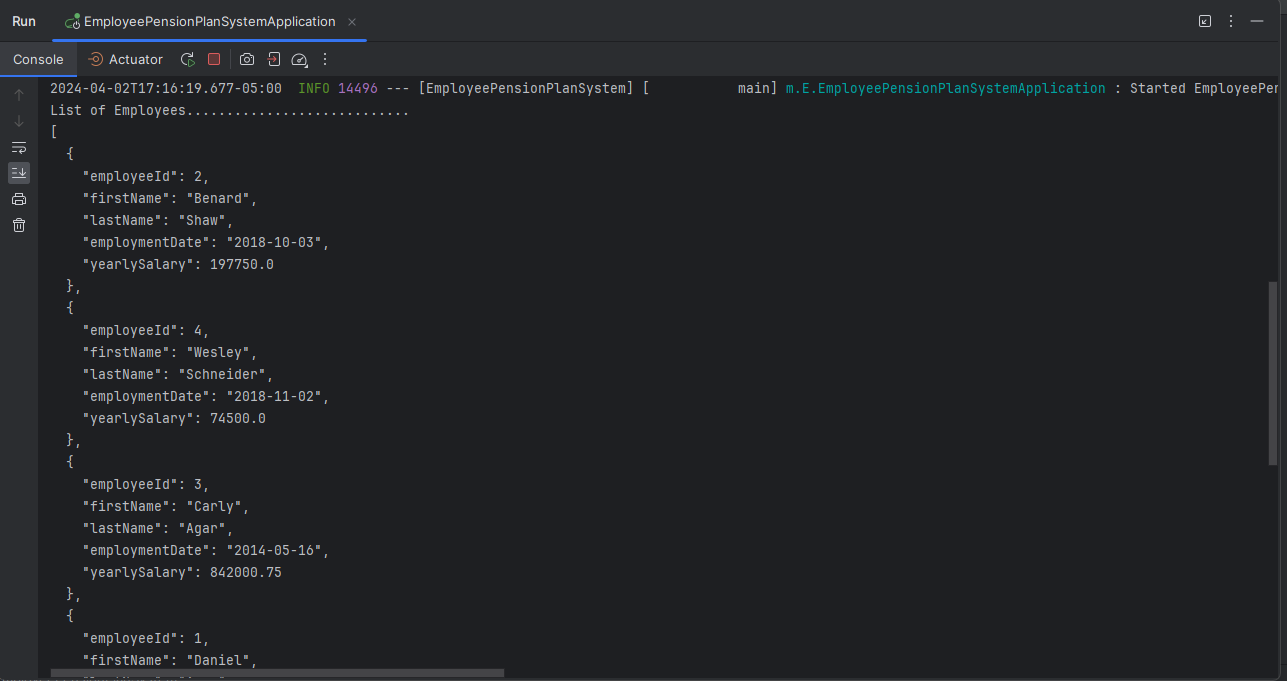 Run EmployeePensionPlanSystemApplication
Console Actuator
2024-04-02T17:16:19.677-05:00  INFO 14496 --- [EmployeePensionPlanSystem] [           main] m.E.EmployeePensionPlanSystemApplication : Started
List of Employees............................
[
  {
    "employeeId": 2,
    "firstName": "Benard",
    "lastName": "Shaw",
    "employmentDate": "2018-10-03",
    "yearlySalary": 197750.0
  },
  {
    "employeeId": 4,
    "firstName": "Wesley",
    "lastName": "Schneider",
    "employmentDate": "2018-11-02",
    "yearlySalary": 74500.0
  },
  {
    "employeeId": 3,
    "firstName": "Carly",
    "lastName": "Agar",
    "employmentDate": "2014-05-16",
    "yearlySalary": 842000.75
  },
  {
    "employeeId": 1,
    "firstName": "Daniel",